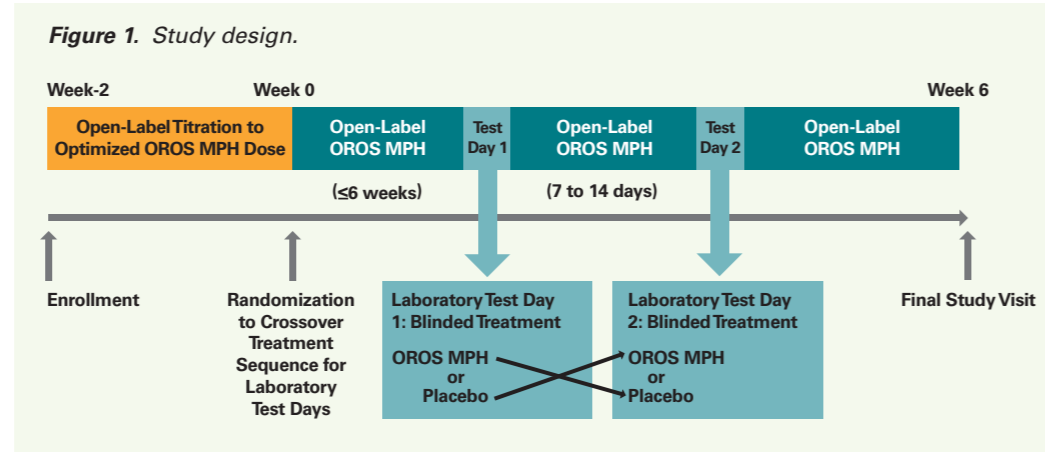 Figure 1. Study design.
Week-2
Week 0
Week 6
Open-Label Titration to
Optimized OROS MPH Dose
Open-Label
OROS MPH
Test
Day 1
Open-Label
OROS MPH
Test
Day 2
Open-Label
OROS MPH
(≤6 weeks)
(7 to 14 days)
Enrollment
Randomization
to Crossover
Treatment
Sequence for
Laboratory
Test Days
Laboratory Test Day
1: Blinded Treatment
OROS MPH
or
Placebo
Laboratory Test Day
2: Blinded Treatment
OROS MPH
or
Placebo
Final Study Visit